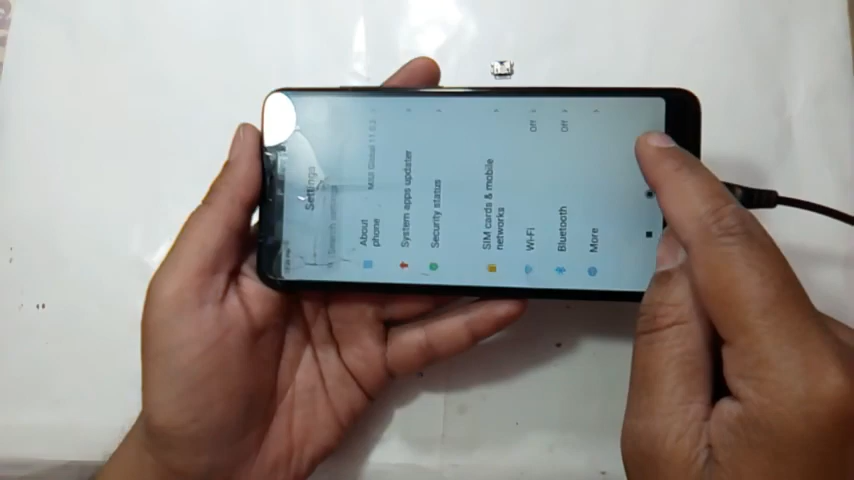 Settings
About
phone
MIUI Global 11.0.2
System apps updater
Security status
SIM cards & mobile
networks
Wi-Fi
Off
Bluetooth
Off
More